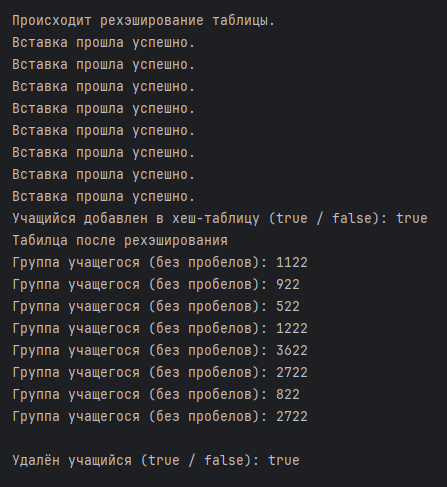 Происходит рехэширование таблицы.
Вставка прошла успешно.
Вставка прошла успешно.
Вставка прошла успешно.
Вставка прошла успешно.
Вставка прошла успешно.
Вставка прошла успешно.
Вставка прошла успешно.
Вставка прошла успешно.
Учащийся добавлен в хеш-таблицу (true / false): true
Табилца после рехэширования
Группа учащегося (без пробелов): 1122
Группа учащегося (без пробелов): 922
Группа учащегося (без пробелов): 522
Группа учащегося (без пробелов): 1222
Группа учащегося (без пробелов): 3622
Группа учащегося (без пробелов): 2722
Группа учащегося (без пробелов): 822
Группа учащегося (без пробелов): 2722
Удалён учащийся (true / false): true